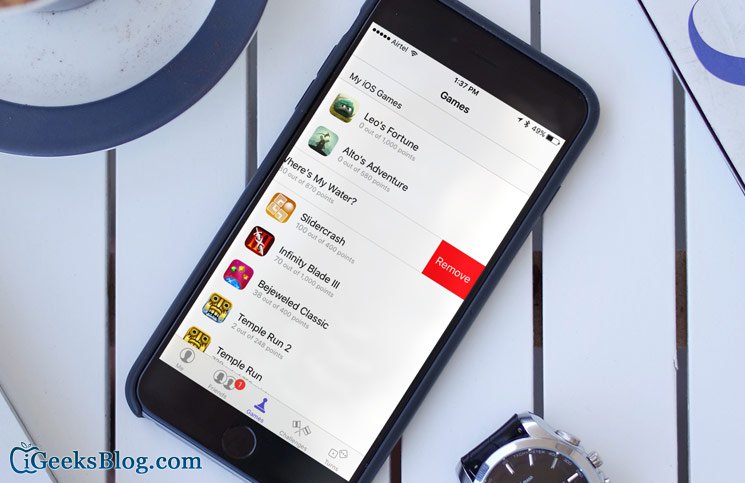 Airtel
1:37 PM
49%
Games
My iOS Games
Leo's Fortune
0 out of 1,000 points
Alto's Adventure
0 out of 580 points
Where's My Water?
out of 876 points
Remove
Slidercrash
100 out of 400 points
Infinity Blade III
70 out of 1,000 points
Bejeweled Classic
38 out of 400 points
Temple Run 2
2 out of 248 points
Temple Run
Me
Friends
1
Games
Challenges
Turns
iGeeksBlog.com